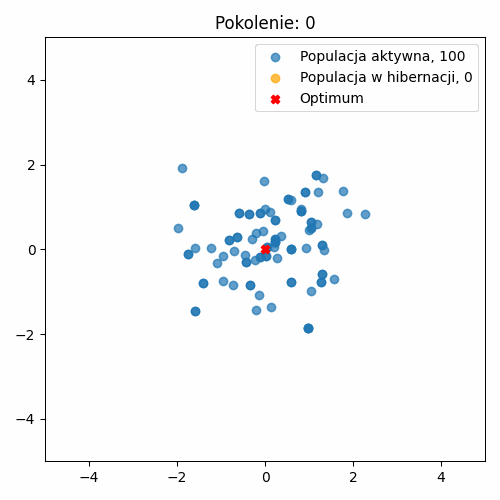 Pokolenie: 0
Populacja aktywna, 100
Populacja w hibernacji, 0
Optimum
4
2
0
−2
−4
−4 −2 0 2 4